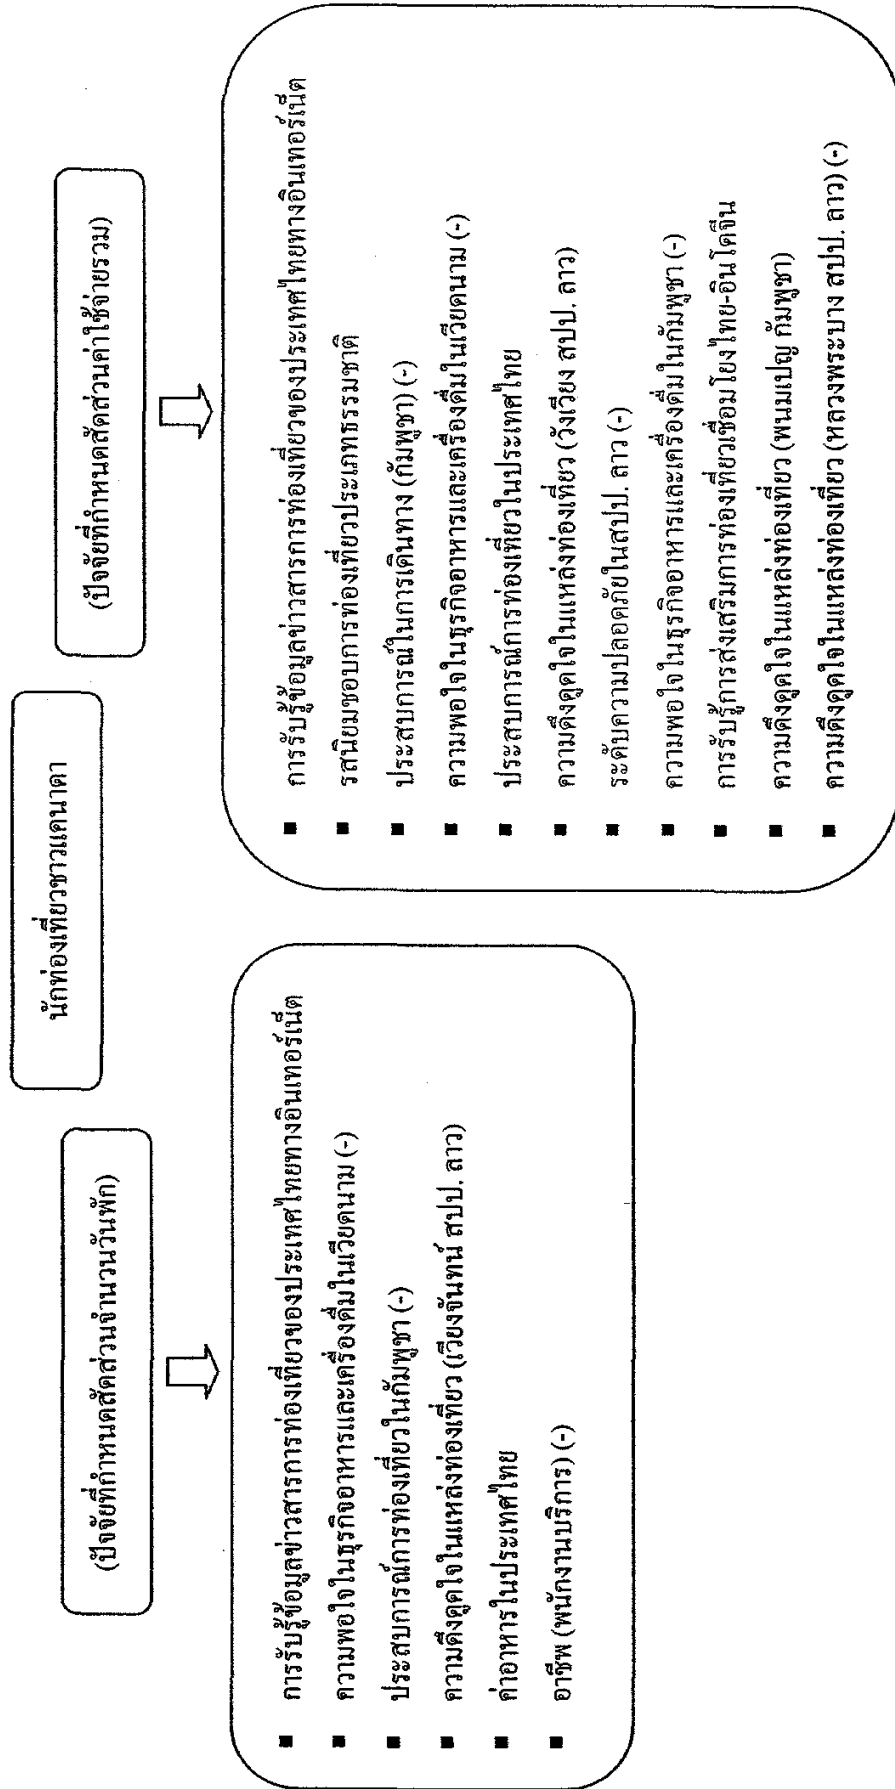 นักท่องเที่ยวชาวแคนาดา
(ปัจจัยที่กำหนดสัดส่วนจำนวนวันพัก)
▪ การรับรู้ข้อมูลข่าวสารการท่องเที่ยวของประเทศไทยทางอินเทอร์เน็ต
▪ ความพอใจในธุรกิจอาหารและเครื่องดื่มในเวียดนาม (-)
▪ ประสบการณ์การท่องเที่ยวในกัมพูชา (-)
▪ ความดึงดูดใจในแหล่งท่องเที่ยว ((เวียงจันทน์ สปป. ลาว)
▪ ค่าอาหารในประเทศไทย
▪ อาชีพ (พนักงานบริการ) (-)
(ปัจจัยที่กำหนดสัดส่วนค่าใช้จ่ายรวม)
▪ การรับรู้ข้อมูลข่าวสารการท่องเที่ยวของประเทศไทยทางอินเทอร์เน็ต
▪ รสนิยมชอบการท่องเที่ยวประเภทธรรมชาติ
▪ ประสบการณ์ในการเดินทาง (กัมพูชา) (-)
▪ ความพอใจในธุรกิจอาหารและเครื่องดื่มในเวียดนาม (-)
▪ ประสบการณ์การท่องเที่ยวในประเทศไทย
▪ ความดึงดูดใจในแหล่งท่องเที่ยว (วังเวียง สปป. ลาว)
▪ ระดับความปลอดภัยในสปป. ลาว (-)
▪ ความพอใจในธุรกิจอาหารและเครื่องดื่มในกัมพูชา (-)
▪ การรับรู้การส่งเสริมการท่องเที่ยวเชื่อมโยงไทย-อินโดจีน
▪ ความดึงดูดใจในแหล่งท่องเที่ยว (พนมเปญ กัมพูชา)
▪ ความดึงดูดใจในแหล่งท่องเที่ยว (หลวงพระบาง สปป. ลาว) (-)